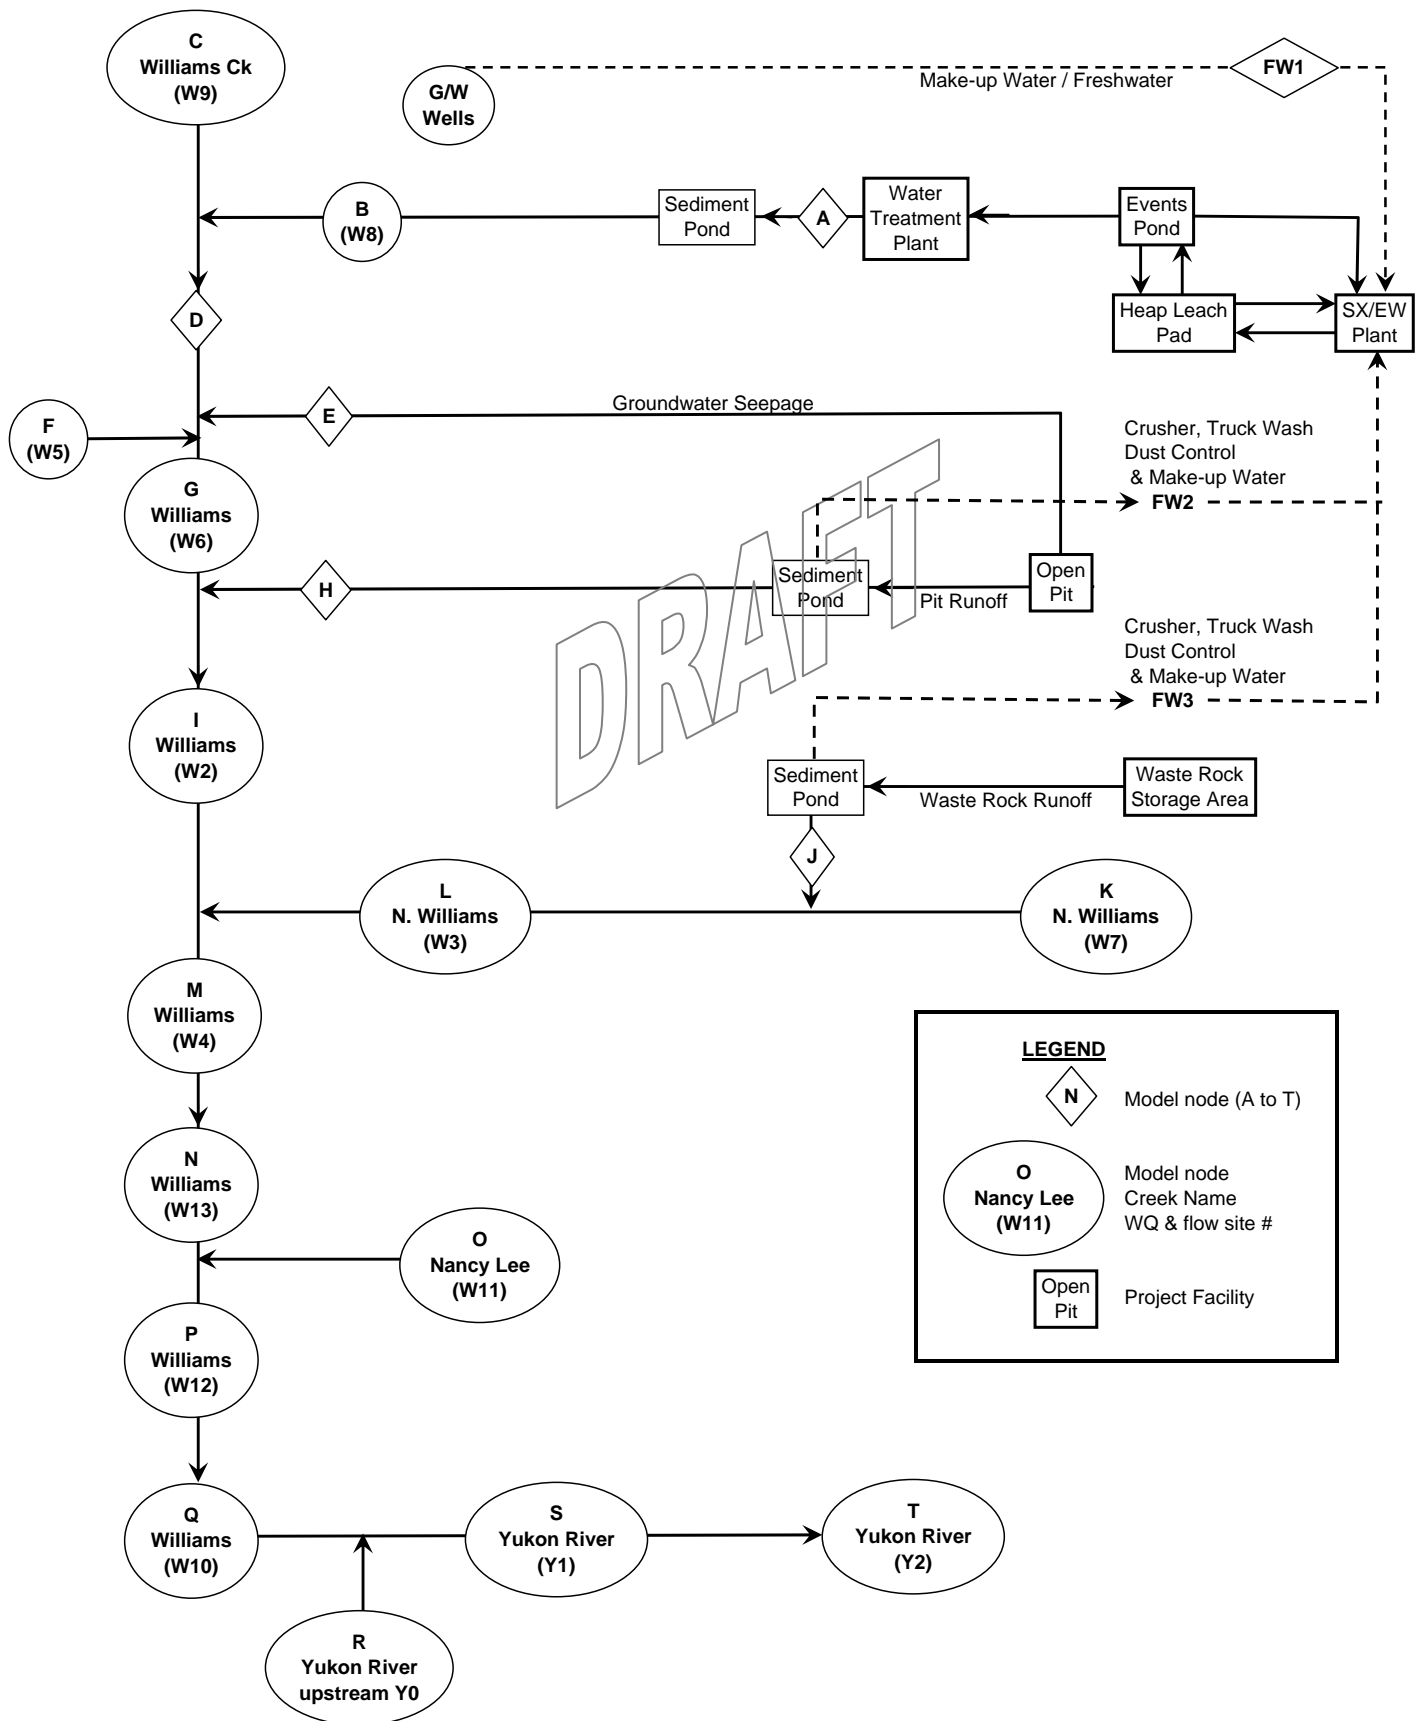 C
Williams Ck
(W9)
G/W
Wells
Make-up Water / Freshwater
FW1
B
(W8)
Sediment
Pond
A
Water
Treatment
Plant
Events
Pond
Heap Leach
Pad
SX/EW
Plant
D
E
Groundwater Seepage
F
(W5)
G
Williams
(W6)
Crusher, Truck Wash
Dust Control
& Make-up Water
FW2
H
Sediment
Pond
Pit Runoff
Open
Pit
DRAFT
Crusher, Truck Wash
Dust Control
& Make-up Water
FW3
I
Williams
(W2)
Sediment
Pond
Waste Rock Runoff
Waste Rock
Storage Area
J
L
N. Williams
(W3)
K
N. Williams
(W7)
M
Williams
(W4)
N
Williams
(W13)
O
Nancy Lee
(W11)
P
Williams
(W12)
Q
Williams
(W10)
S
Yukon River
(Y1)
T
Yukon River
(Y2)
R
Yukon River
upstream Y0
LEGEND
N
Model node (A to T)
O
Nancy Lee
(W11)
Model node
Creek Name
WQ & flow site #
Open
Pit
Project Facility